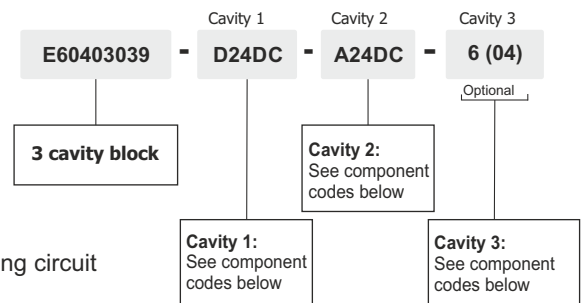 Cavity 1 Cavity 2 Cavity 3
E60403039 - D24DC - A24DC - 6 (04)
Optional
3 cavity block
Cavity 2:
See component
codes below
Cavity 1:
See component
codes below
Cavity 3:
See component
codes below
ng circuit